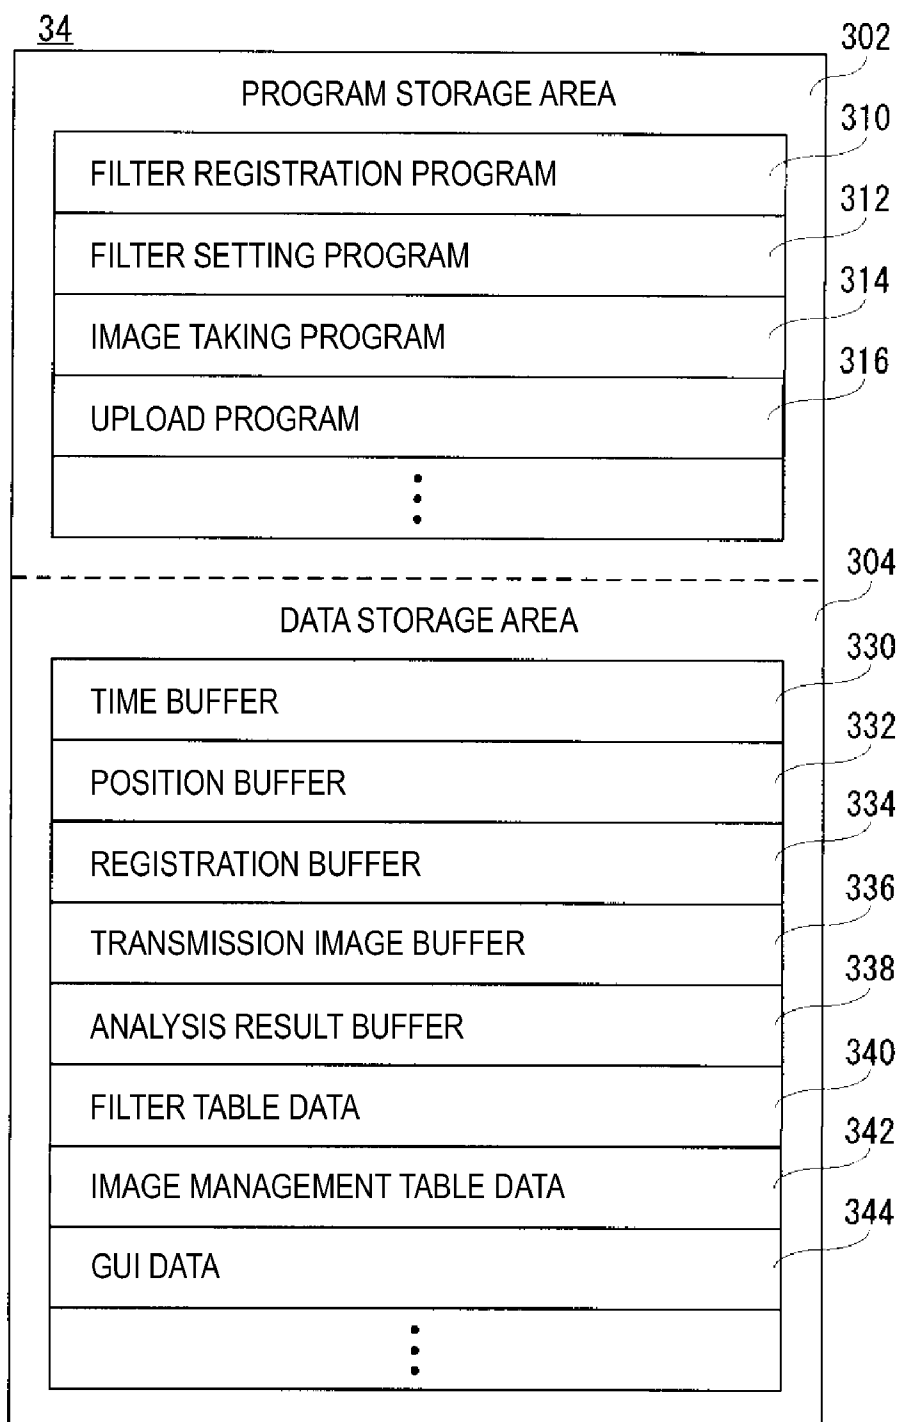 34
302
PROGRAM STORAGE AREA
310
FILTER REGISTRATION PROGRAM
312
FILTER SETTING PROGRAM
314
IMAGE TAKING PROGRAM
316
UPLOAD PROGRAM
304
DATA STORAGE AREA
330
TIME BUFFER
332
POSITION BUFFER
334
REGISTRATION BUFFER
336
TRANSMISSION IMAGE BUFFER
338
ANALYSIS RESULT BUFFER
340
FILTER TABLE DATA
342
IMAGE MANAGEMENT TABLE DATA
344
GUI DATA